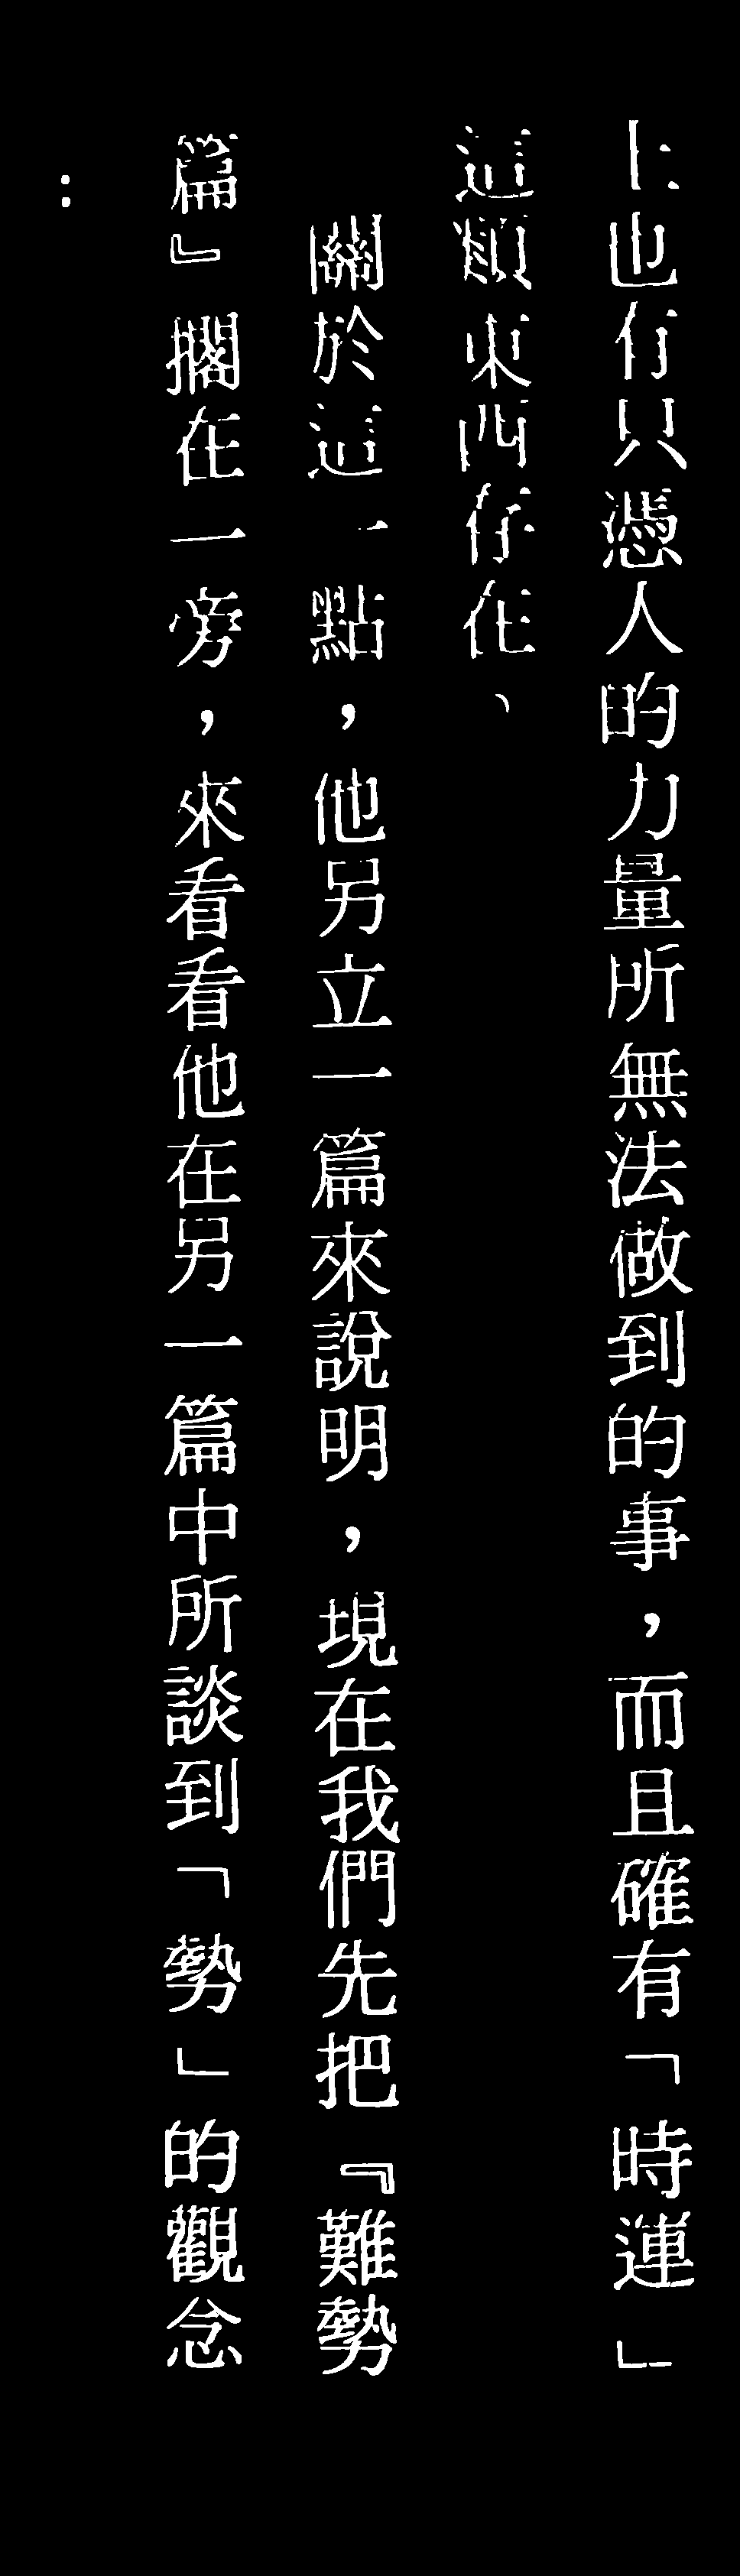 上也有只憑人的力量所無法做到的事，而且確有「時運」
這類東西存在、
關於這一點，他另立一篇來說明，現在我們先把『難勢
篇』擱在一旁，來看看他在另一篇中所談到「勢」的觀念
：